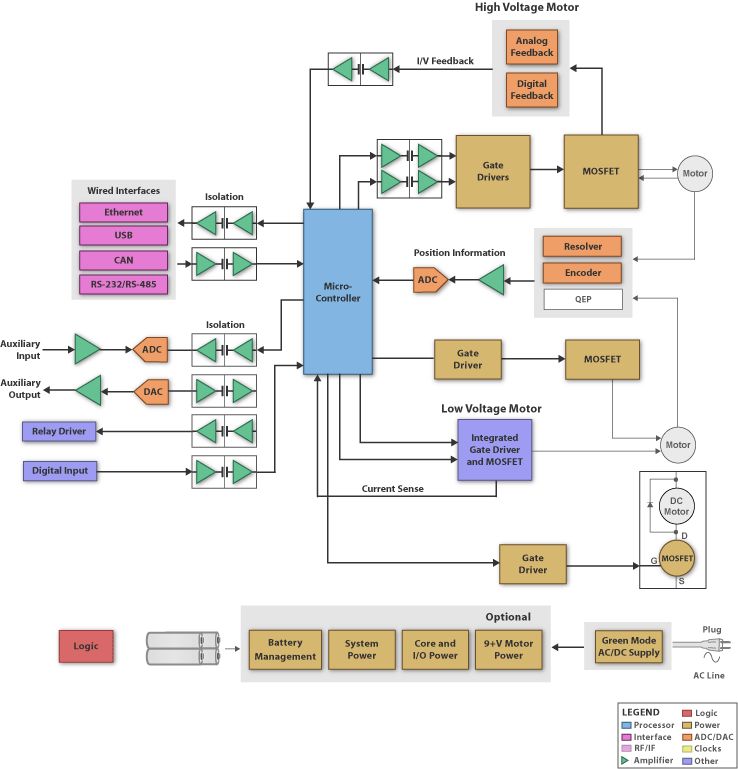 High Voltage Motor
Analog
Feedback
I/V Feedback
Digital
Feedback
Gate
Drivers
MOSFET
Motor
Wired Interfaces
Ethernet
USB
CAN
RS-232/RS-485
Isolation
Micro-
Controller
Position Information
ADC
Resolver
Encoder
QEP
Isolation
Auxiliary
Input
ADC
Auxiliary
Output
DAC
Gate
Driver
MOSFET
Relay Driver
Digital Input
Low Voltage Motor
Integrated
Gate Driver
and MOSFET
Motor
Current Sense
DC
Motor
D
MOSFET
G
S
Gate
Driver
Logic
Optional
Battery
Management
System
Power
Core and
I/O Power
9+V Motor
Power
Green Mode
AC/DC Supply
Plug
AC Line
LEGEND
Processor
Interface
RF/IF
Amplifier
Logic
Power
ADC/DAC
Clocks
Other